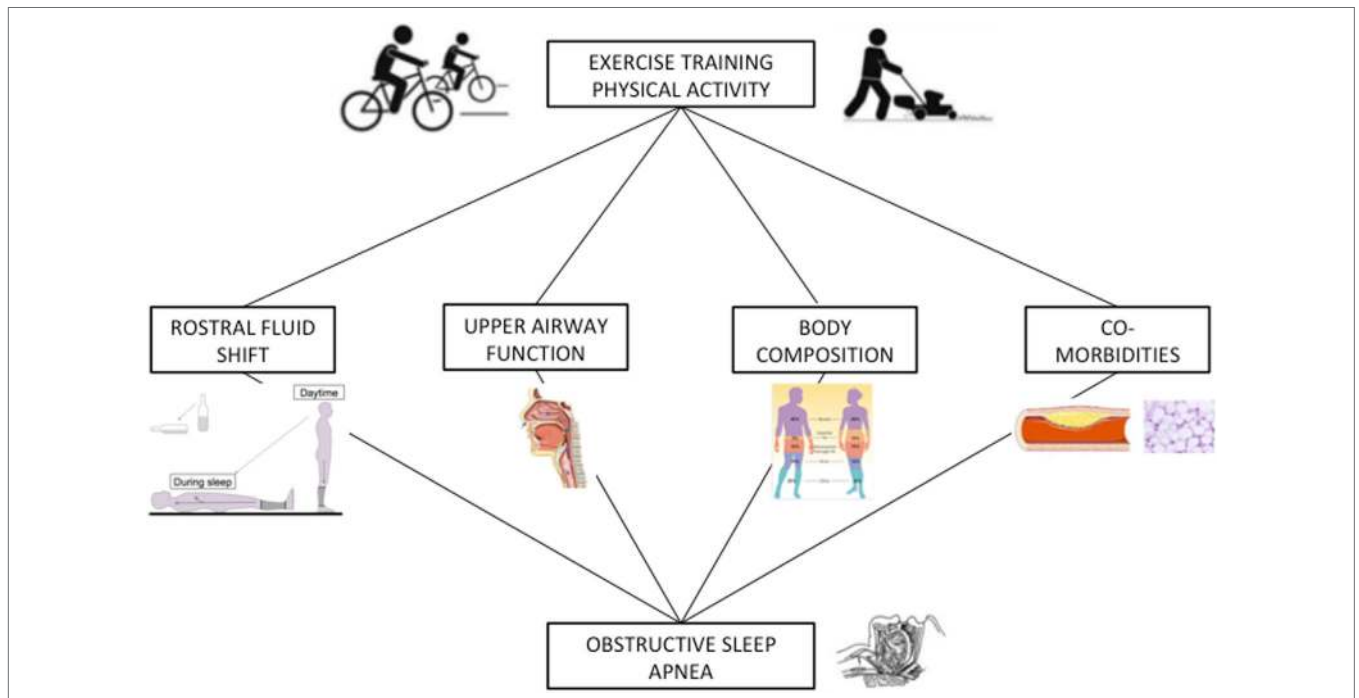 EXERCISE TRAINING
PHYSICAL ACTIVITY
ROSTRAL FLUID
SHIFT
UPPER AIRWAY
FUNCTION
BODY
COMPOSITION
CO-
MORBIDITIES
Daytime
During sleep
OBSTRUCTIVE SLEEP
APNEA